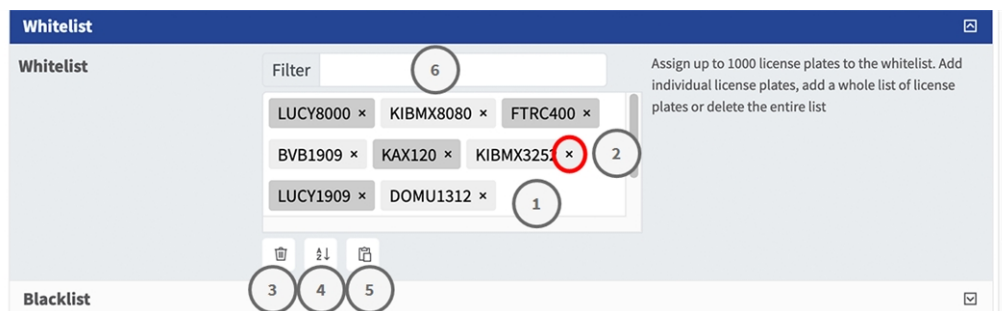 Whitelist
Whitelist
Filter
6
Assign up to 1000 license plates to the whitelist. Add
individual license plates, add a whole list of license
plates or delete the entire list
LUCY8000 × KIBMX8080 × FTRC400 ×
BVB1909 × KAX120 × KIBMX3252 × 2
LUCY1909 × DOMU1312 × 1
3 4 5
Blacklist